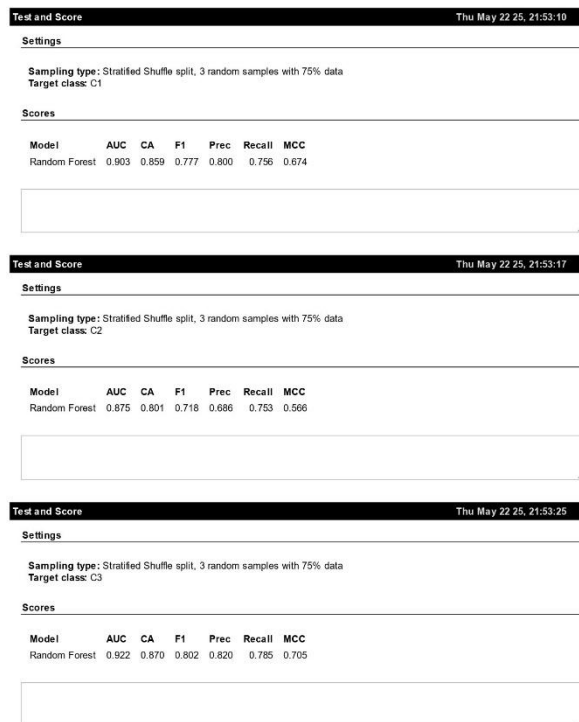 Test and Score Thu May 22 25, 21:53:10
Settings
Sampling type: Stratified Shuffle split, 3 random samples with 75% data
Target class: C1
Scores
Model AUC CA F1 Prec Recall MCC
Random Forest 0.903 0.859 0.777 0.800 0.756 0.674
Test and Score Thu May 22 25, 21:53:17
Settings
Sampling type: Stratified Shuffle split, 3 random samples with 75% data
Target class: C2
Scores
Model AUC CA F1 Prec Recall MCC
Random Forest 0.875 0.801 0.718 0.686 0.753 0.566
Test and Score Thu May 22 25, 21:53:25
Settings
Sampling type: Stratified Shuffle split, 3 random samples with 75% data
Target class: C3
Scores
Model AUC CA F1 Prec Recall MCC
Random Forest 0.922 0.870 0.802 0.820 0.785 0.705